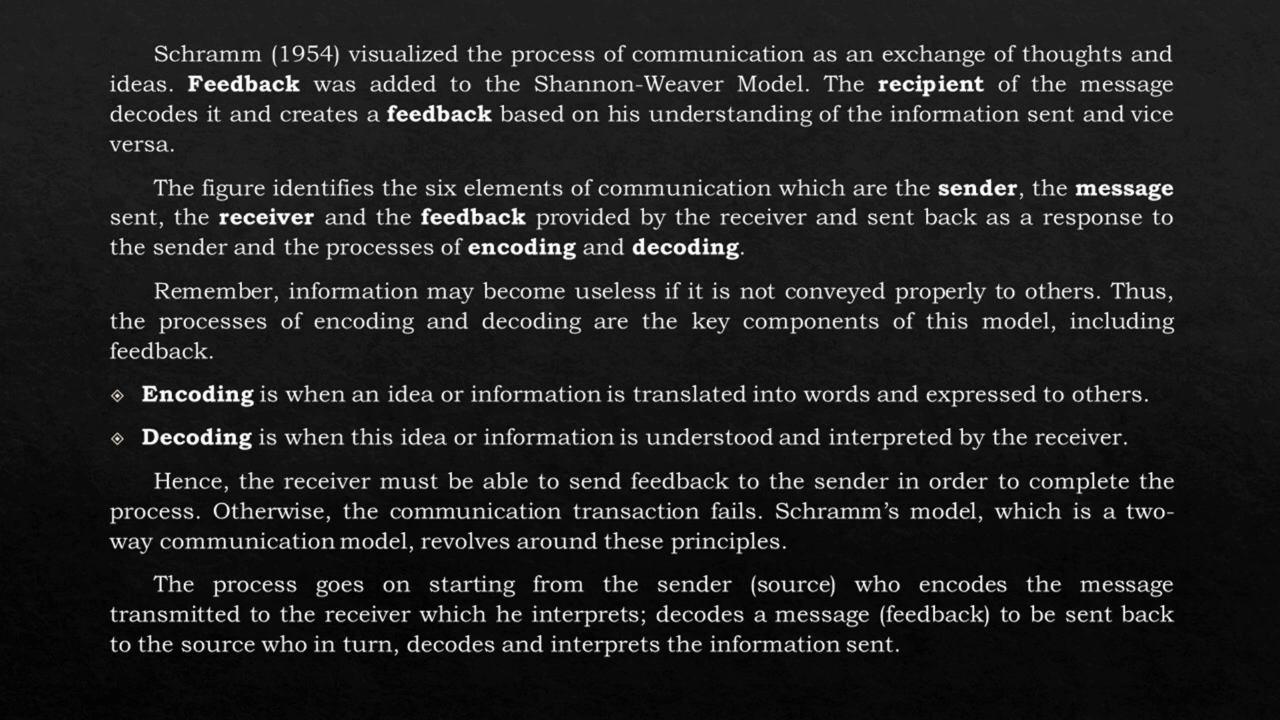 Schramm (1954) visualized the process of communication as an exchange of thoughts and
ideas. Feedback was added to the Shannon-Weaver Model. The recipient of the message
decodes it and creates a feedback based on his understanding of the information sent and vice
versa.
The figure identifies the six elements of communication which are the sender, the message
sent, the receiver and the feedback provided by the receiver and sent back as a response to
the sender and the processes of encoding and decoding.
Remember, information may become useless if it is not conveyed properly to others. Thus,
the processes of encoding and decoding are the key components of this model, including
feedback.
Encoding is when an idea or information is translated into words and expressed to others.
Decoding is when this idea or information is understood and interpreted by the receiver.
Hence, the receiver must be able to send feedback to the sender in order to complete the
process. Otherwise, the communication transaction fails. Schramm's model, which is a two-
way communication model, revolves around these principles.
The process goes on starting from the sender (source) who encodes the message
transmitted to the receiver which he interprets; decodes a message (feedback) to be sent back
to the source who in turn, decodes and interprets the information sent.